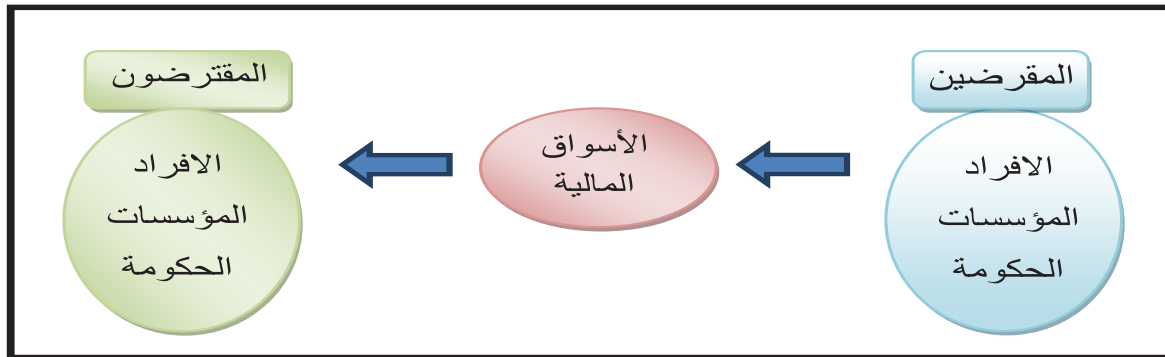 المقرضين
الافراد
المؤسسات
الحكومة
الأسواق
المالية
المقترضون
الافراد
المؤسسات
الحكومة